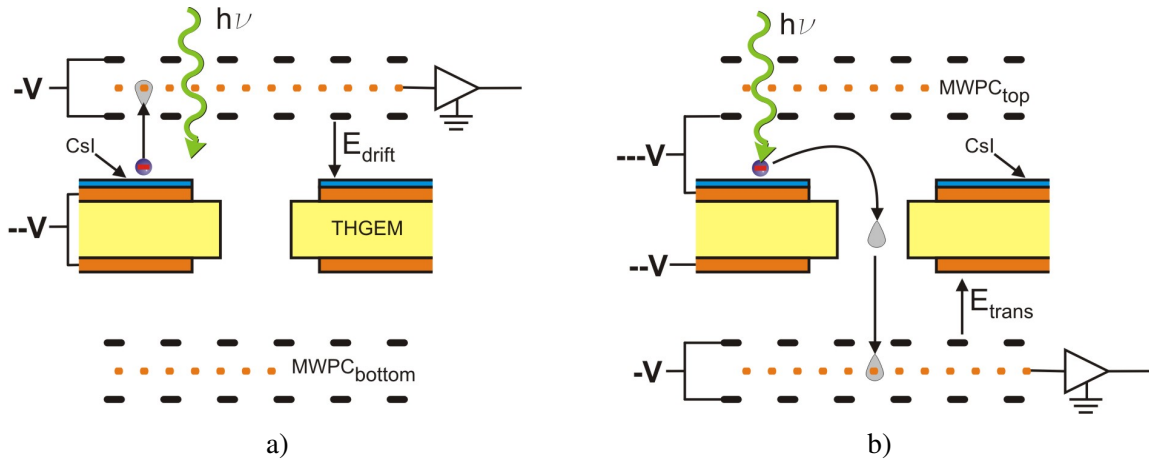 hν
-V
CsI
E_drift
--V
THGEM
MWPC_bottom
a)
hν
MWPC_top
---V
CsI
--V
E_trans
-V
b)